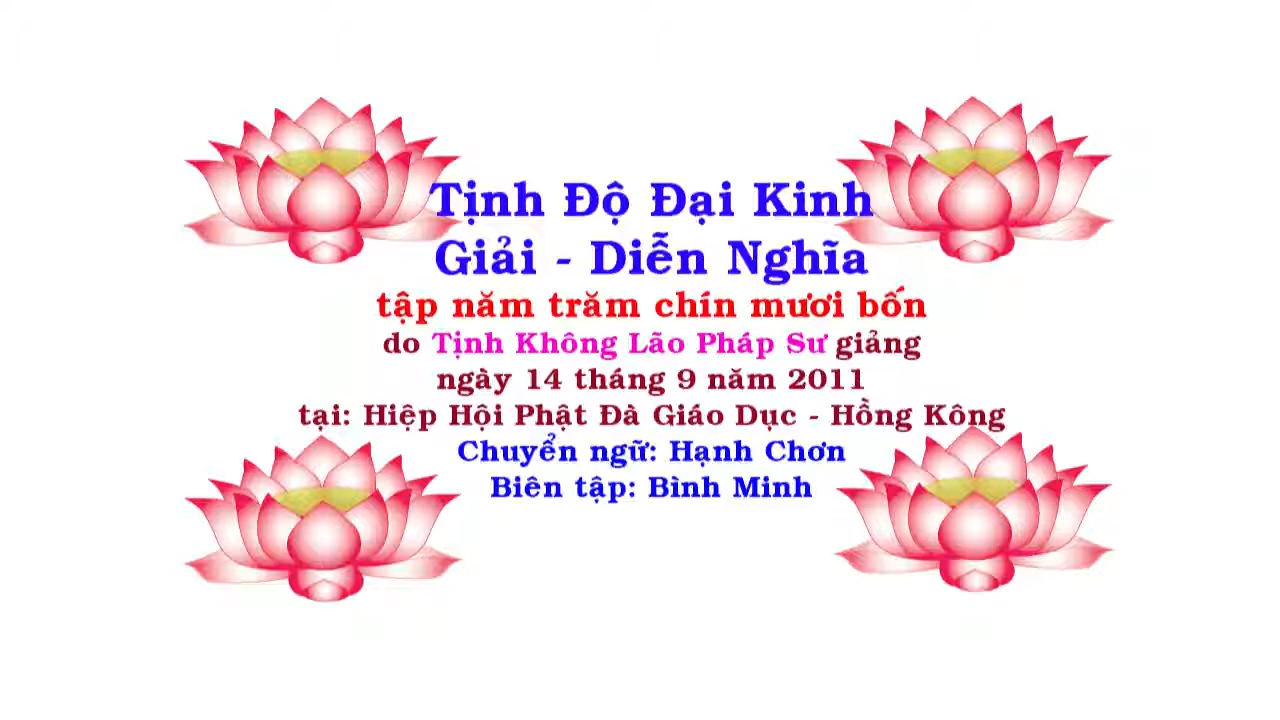 Tịnh Độ Đại Kinh
Giải - Diễn Nghĩa
tập năm trăm chín mươi bốn
do Tịnh Không Lão Pháp Sư giảng
ngày 14 tháng 9 năm 2011
tại: Hiệp Hội Phật Đà Giáo Dục - Hồng Kông
Chuyển ngữ: Hạnh Chơn
Biên tập: Bình Minh